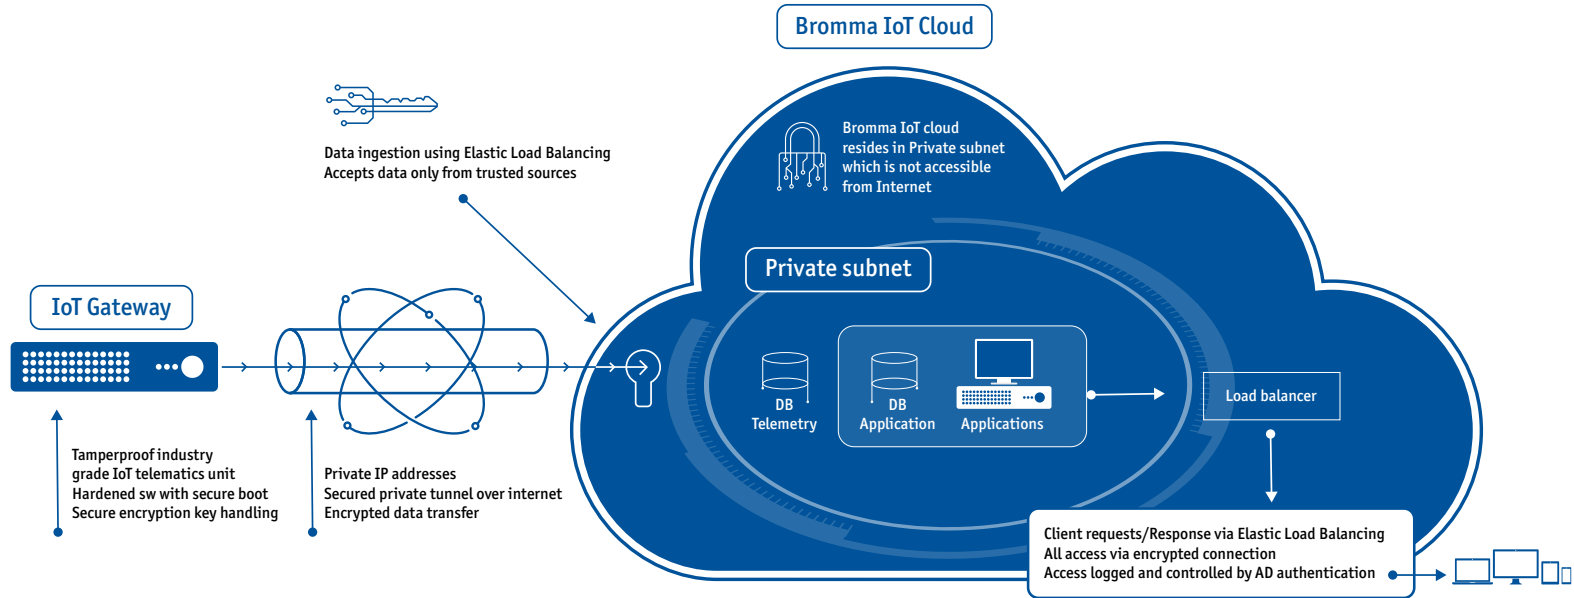 Bromma IoT Cloud
Data ingestion using Elastic Load Balancing
Accepts data only from trusted sources
Bromma IoT cloud
resides in Private subnet
which is not accessible
from Internet
Private subnet
IoT Gateway
DB
Telemetry
DB
Application
Applications
Load balancer
Tamperproof industry
grade IoT telematics unit
Hardened sw with secure boot
Secure encryption key handling
Private IP addresses
Secured private tunnel over internet
Encrypted data transfer
Client requests/Response via Elastic Load Balancing
All access via encrypted connection
Access logged and controlled by AD authentication